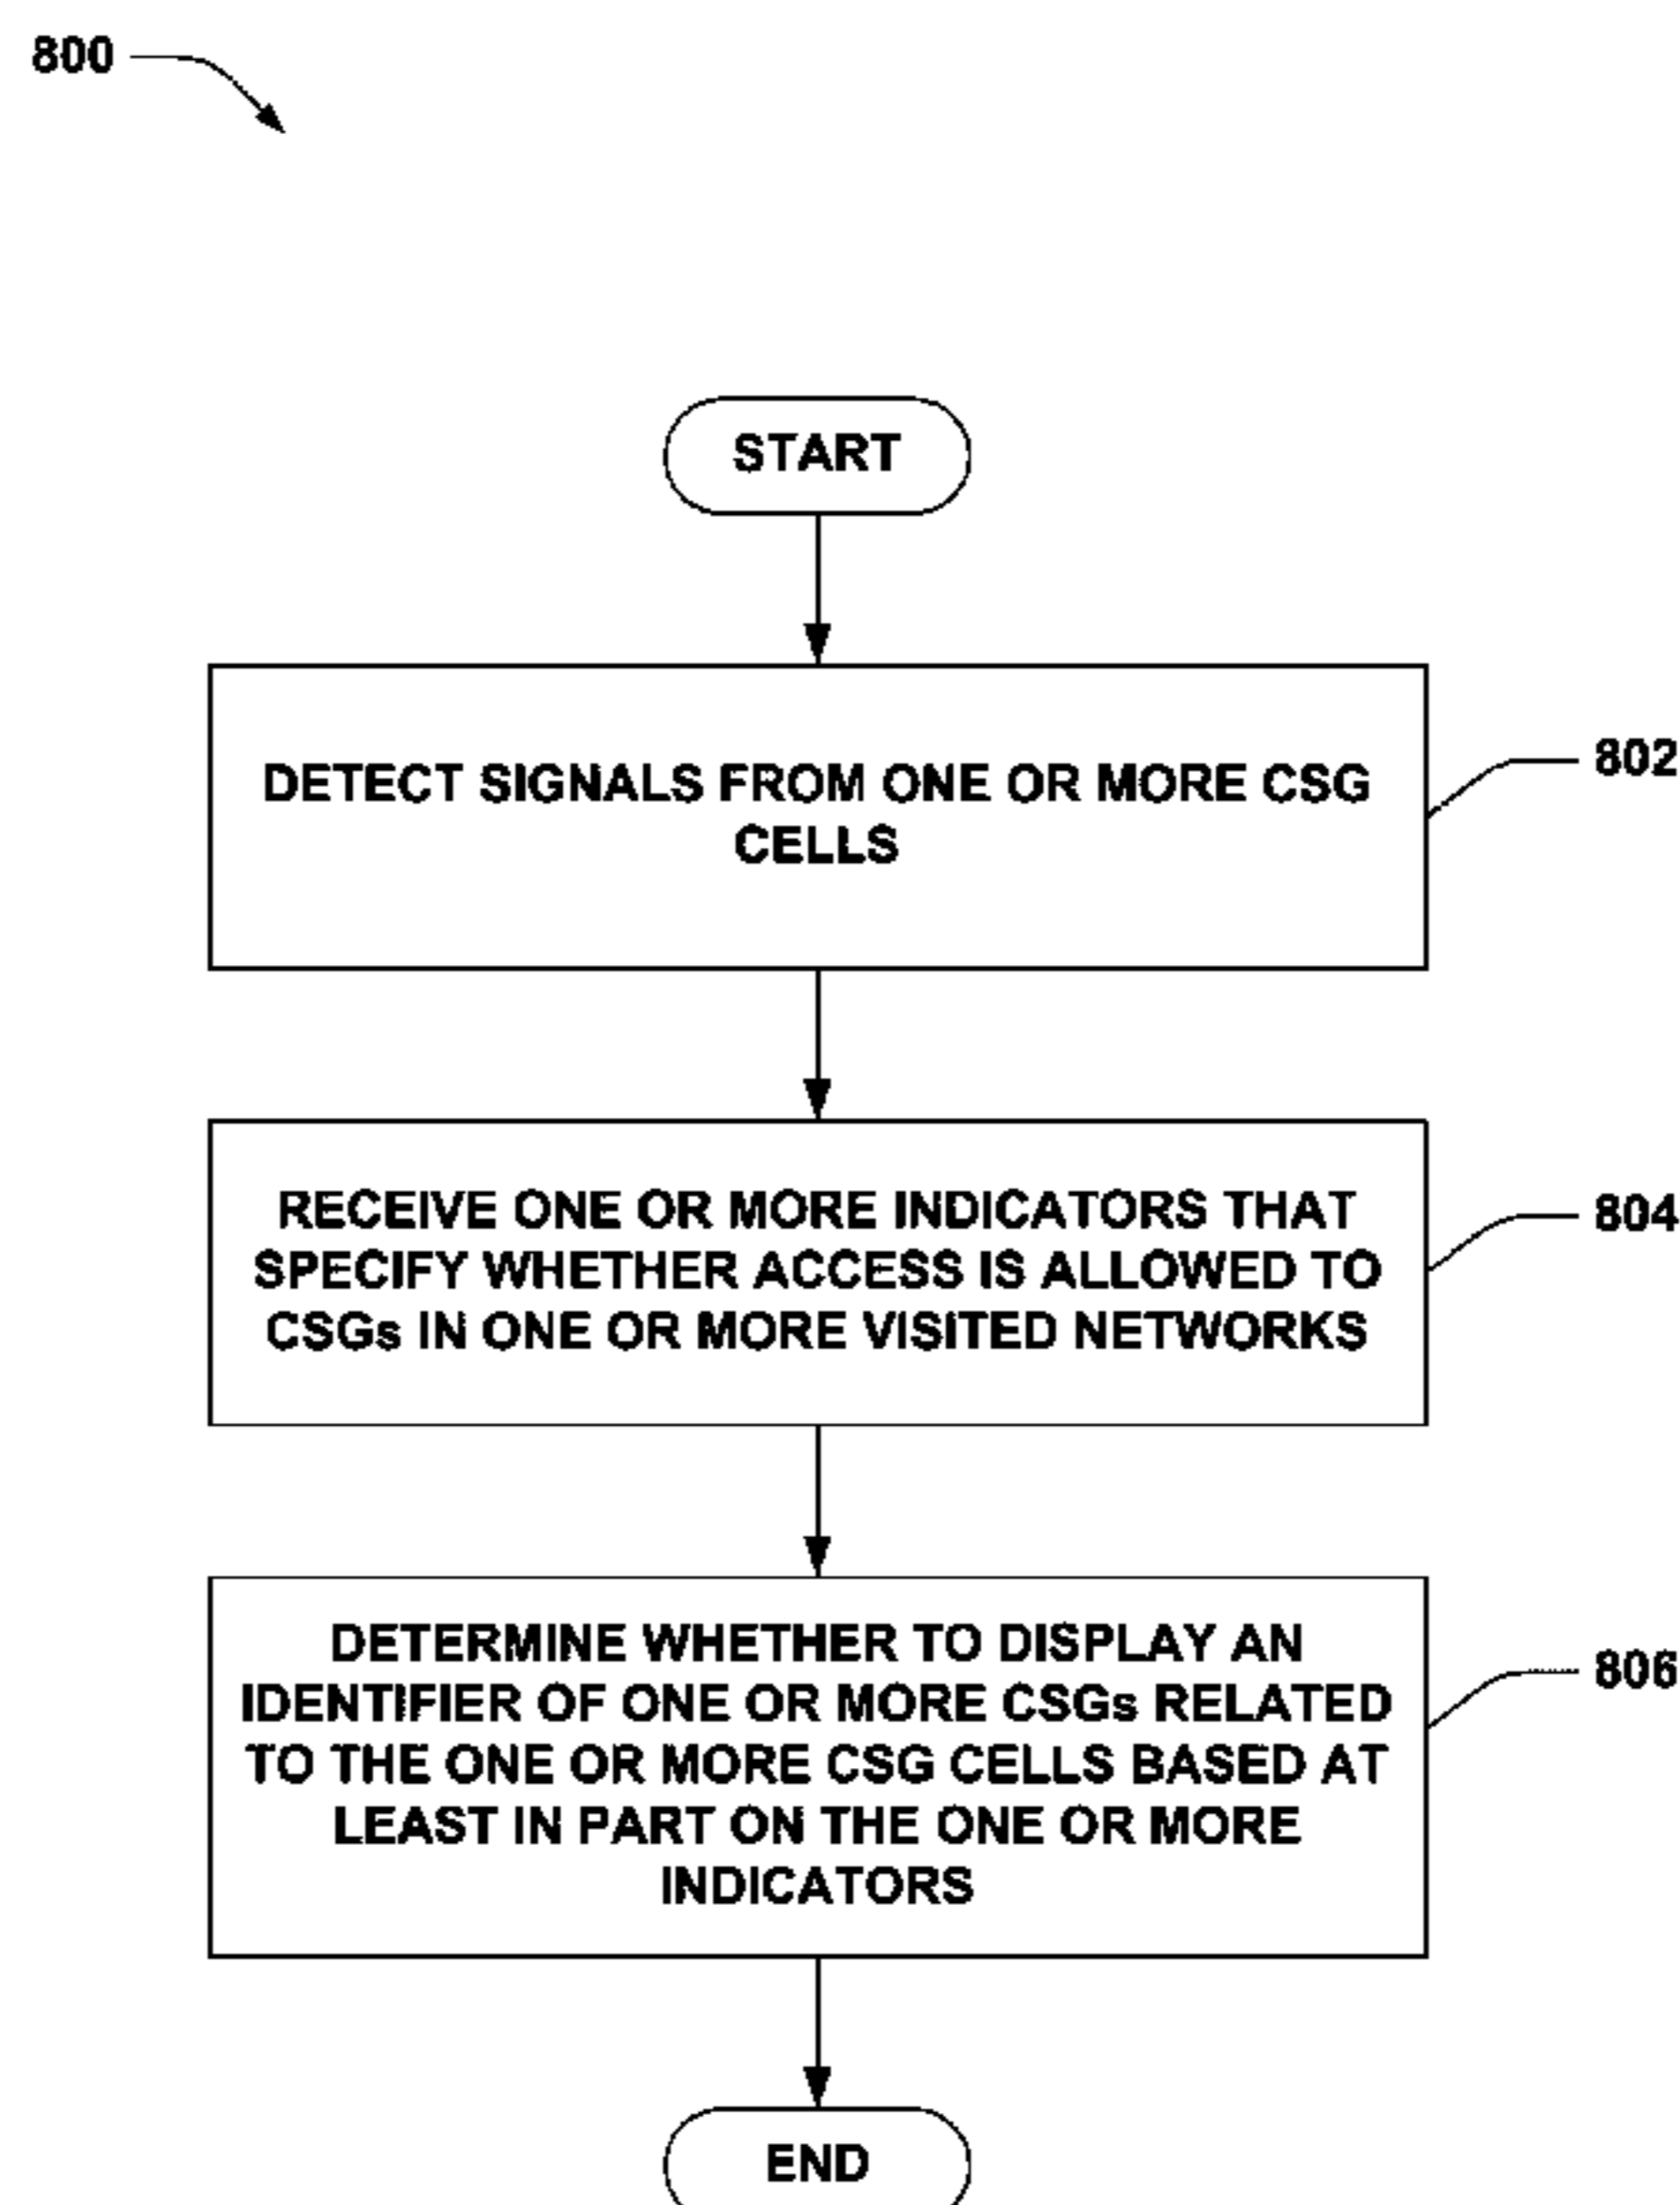 800
START
DETECT SIGNALS FROM ONE OR MORE CSG
CELLS
802
RECEIVE ONE OR MORE INDICATORS THAT
SPECIFY WHETHER ACCESS IS ALLOWED TO
CSGs IN ONE OR MORE VISITED NETWORKS
804
DETERMINE WHETHER TO DISPLAY AN
IDENTIFIER OF ONE OR MORE CSGs RELATED
TO THE ONE OR MORE CSG CELLS BASED AT
LEAST IN PART ON THE ONE OR MORE
INDICATORS
806
END